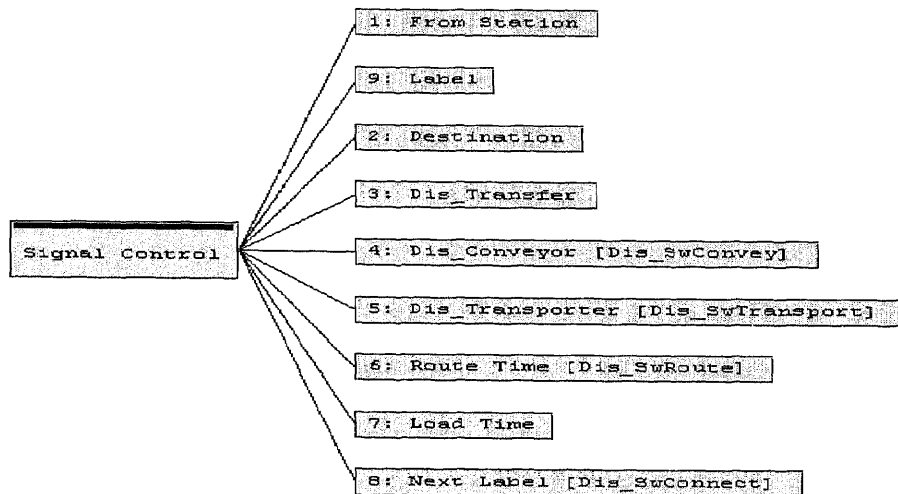 1: From Station
9: Label
2: Destination
3: Dis_Transfer
Signal Control
4: Dis_Conveyor [Dis_SwConvey]
5: Dis_Transporter [Dis_SwTransport]
6: Route Time [Dis_SwRoute]
7: Load Time
8: Next Label [Dis_SwConnect]